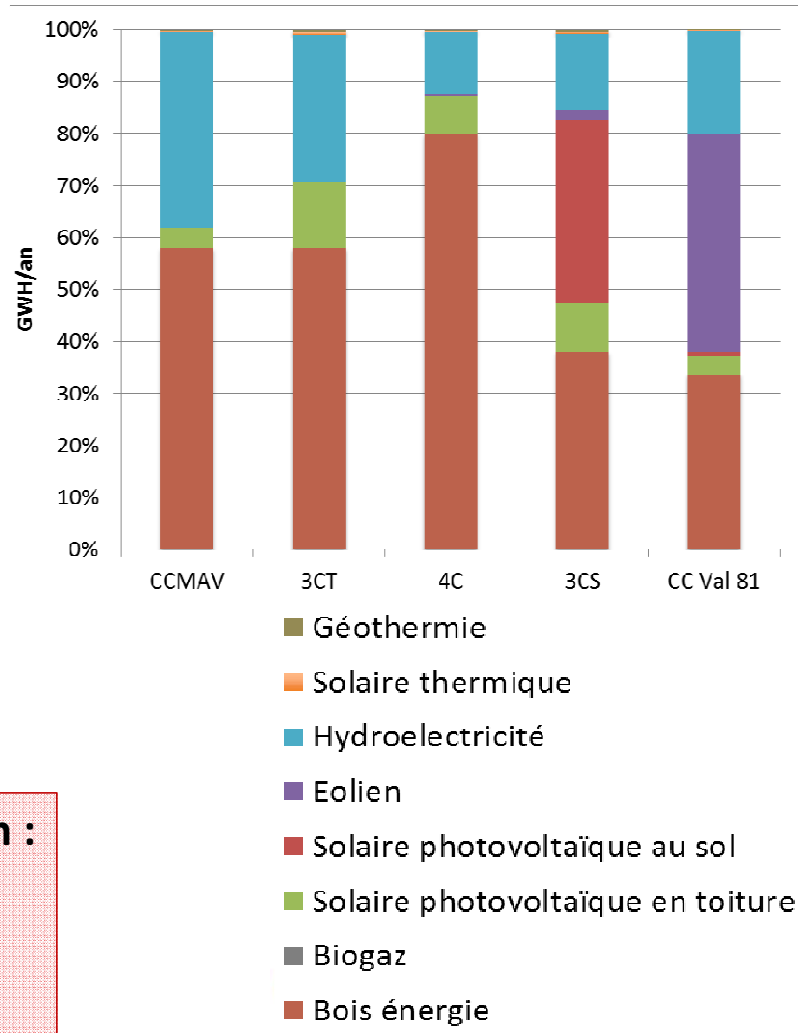 100%
90%
80%
70%
60%
50%
40%
30%
20%
10%
0%
GWH/an
CCMAV 3CT 4C 3CS CC Val 81
Géothermie
Solaire thermique
Hydroelectricité
Eolien
Solaire photovoltaïque au sol
Solaire photovoltaïque en toiture
Biogaz
Bois énergie